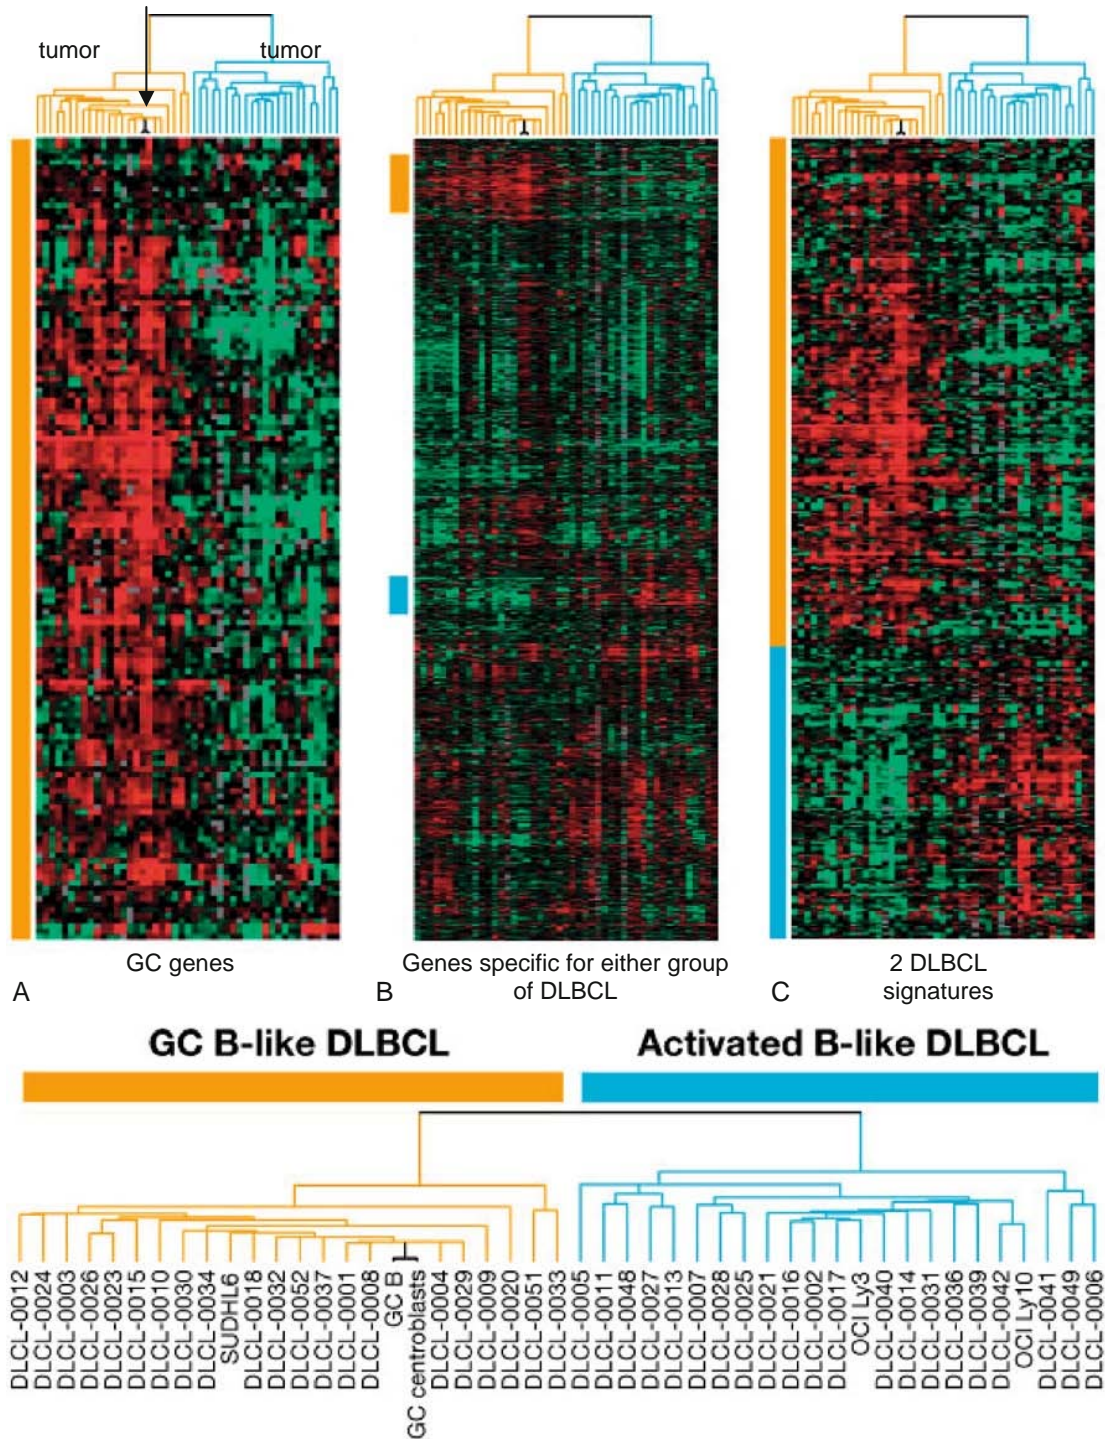 tumor
tumor
GC genes
Genes specific for either group
of DLBCL
2 DLBCL
signatures
A
B
C
GC B-like DLBCL
Activated B-like DLBCL
DLCL-0012
DLCL-0024
DLCL-0003
DLCL-0026
DLCL-0023
DLCL-0015
DLCL-0010
DLCL-0030
DLCL-0034
SUDHL6
DLCL-0018
DLCL-0032
DLCL-0052
DLCL-0037
DLCL-0001
DLCL-0008
GC B
GC centroblasts
DLCL-0004
DLCL-0029
DLCL-0009
DLCL-0020
DLCL-0051
DLCL-0033
DLCL-0005
DLCL-0011
DLCL-0048
DLCL-0027
DLCL-0013
DLCL-0007
DLCL-0028
DLCL-0025
DLCL-0021
DLCL-0016
DLCL-0002
DLCL-0017
OCI Ly3
DLCL-0040
DLCL-0014
DLCL-0031
DLCL-0036
DLCL-0039
DLCL-0042
OCI Ly10
DLCL-0041
DLCL-0049
DLCL-0006